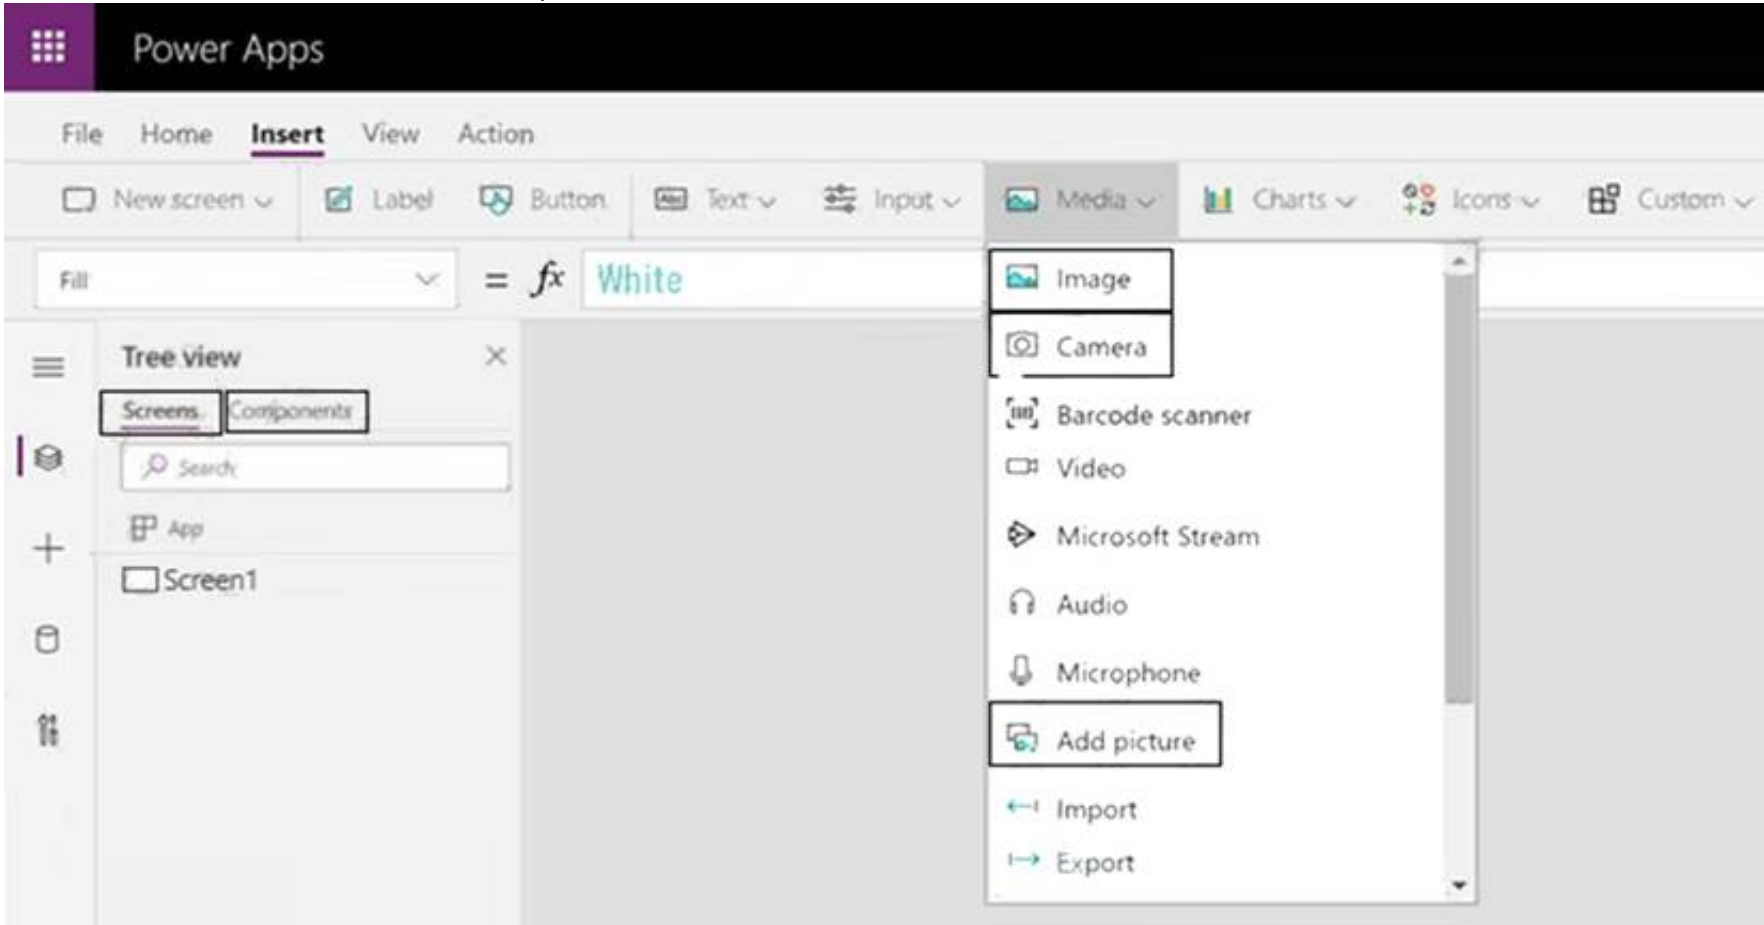 Power Apps
File Home Insert View Action
New screen Label Button Text Input Media Charts Icons Custom
Fill = fx White
Tree view
Screens Components
Search
App
Screen1
Image
Camera
Barcode scanner
Video
Microsoft Stream
Audio
Microphone
Add picture
Import
Export